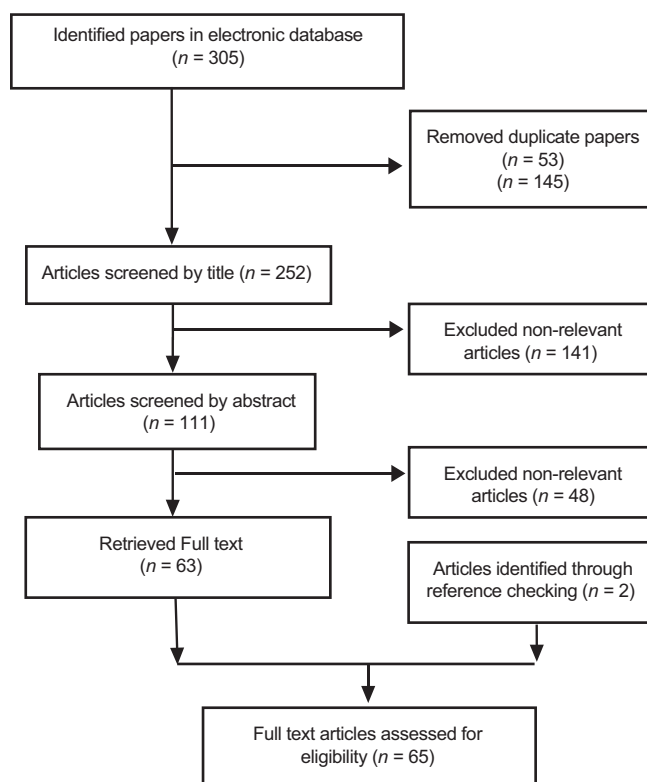 Identified papers in electronic database
(n = 305)
Removed duplicate papers
(n = 53)
(n = 145)
Articles screened by title (n = 252)
Excluded non-relevant
articles (n = 141)
Articles screened by abstract
(n = 111)
Excluded non-relevant
articles (n = 48)
Retrieved Full text
(n = 63)
Articles identified through
reference checking (n = 2)
Full text articles assessed for
eligibility (n = 65)